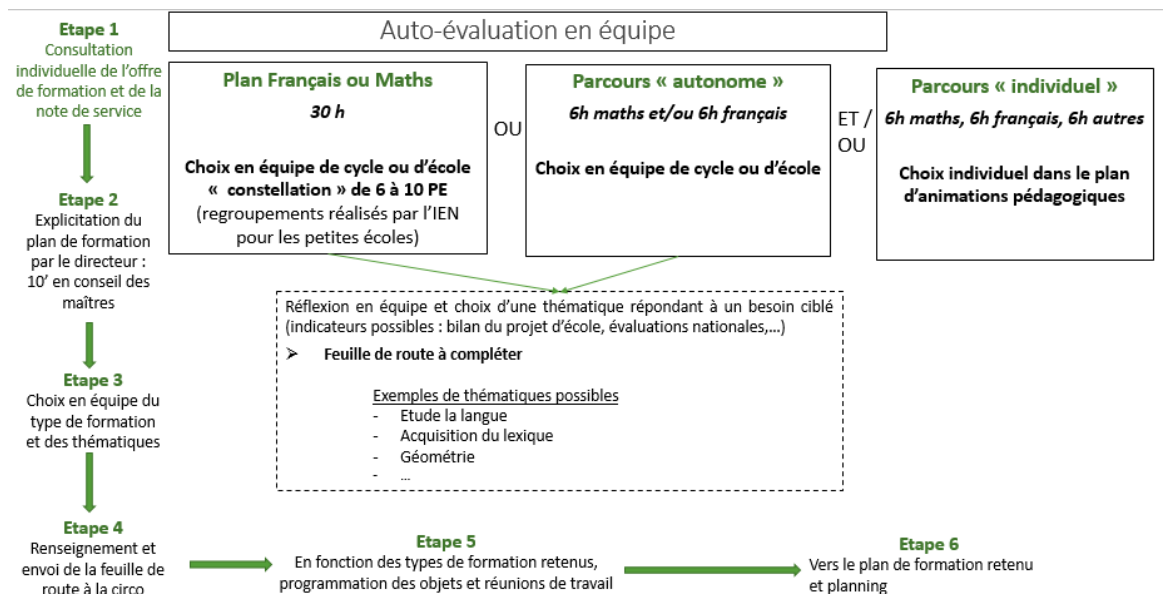 Etape 1
Consultation
individuelle de l’offre
de formation et de la
note de service
Auto-évaluation en équipe
Plan Français ou Maths
30 h
Choix en équipe de cycle ou d’école
« constellation » de 6 à 10 PE
(regroupements réalisés par l’IEN
pour les petites écoles)
OU
Parcours « autonome »
6h maths et/ou 6h français
Choix en équipe de cycle ou d’école
ET /
OU
Parcours « individuel »
6h maths, 6h français, 6h autres
Choix individuel dans le plan
d’animations pédagogiques
Etape 2
Explicitation du
plan de formation
par le directeur :
10’ en conseil des
maîtres
Réflexion en équipe et choix d’une thématique répondant à un besoin ciblé
(indicateurs possibles : bilan du projet d’école, évaluations nationales,…)
➢ Feuille de route à compléter
Exemples de thématiques possibles
- Etude la langue
- Acquisition du lexique
- Géométrie
- …
Etape 3
Choix en équipe du
type de formation
et des thématiques
Etape 4
Renseignement et
envoi de la feuille de
route à la circo
Etape 5
En fonction des types de formation retenus,
programmation des objets et réunions de travail
Etape 6
Vers le plan de formation retenu
et planning